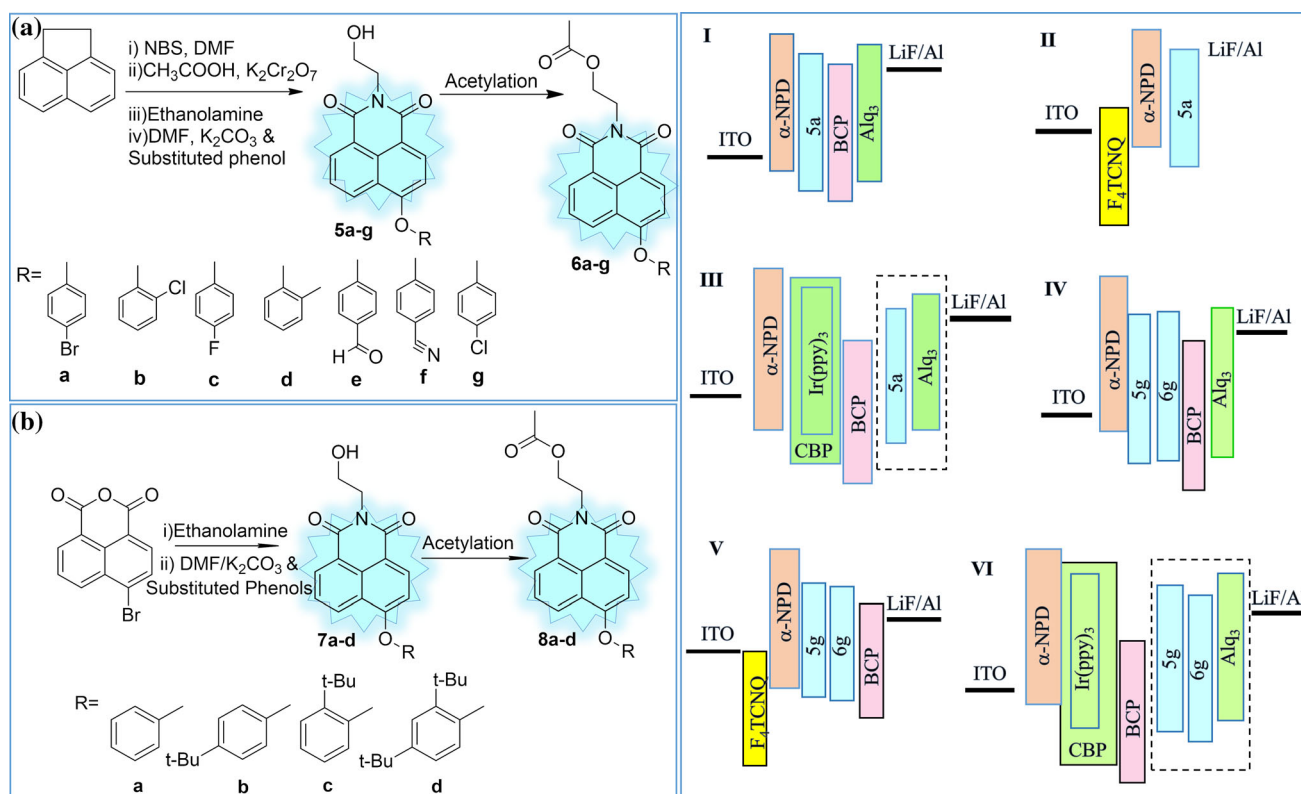 (a)
i) NBS, DMF
ii)CH₃COOH, K₂Cr₂O₇
iii)Ethanolamine
iv)DMF, K₂CO₃ &
Substituted phenol
OH
O N O
O
R
5a-g
Acetylation
O
O
O N O
O
R
6a-g
R=
Br
a
Cl
b
F
c
d
H O
e
N
f
Cl
g
(b)
O O O
Br
i)Ethanolamine
ii) DMF/K₂CO₃ &
Substituted Phenols
OH
O N O
O
R
7a-d
Acetylation
O
O
O N O
O
R
8a-d
R=
a
t-Bu
b
t-Bu
c
t-Bu
t-Bu
d
I
ITO
α-NPD
5a
BCP
Alq₃
LiF/Al
II
ITO
F₄TCNQ
α-NPD
5a
LiF/Al
III
ITO
α-NPD
Ir(ppy)₃
CBP
BCP
5a
Alq₃
LiF/Al
IV
ITO
α-NPD
5g
6g
BCP
Alq₃
LiF/Al
V
ITO
F₄TCNQ
α-NPD
5g
6g
BCP
LiF/Al
VI
ITO
α-NPD
Ir(ppy)₃
CBP
BCP
5g
6g
Alq₃
LiF/A